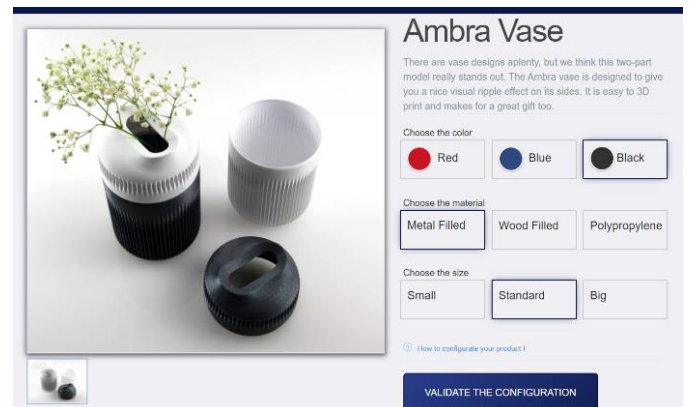 Ambra Vase
There are vase designs aplenty, but we think this two-part
model really stands out. The Ambra vase is designed to give
you a nice visual ripple effect on its sides. It is easy to 3D
print and makes for a great gift too.
Choose the color
Red Blue Black
Choose the material
Metal Filled Wood Filled Polypropylene
Choose the size
Small Standard Big
How to configurate your product !
VALIDATE THE CONFIGURATION